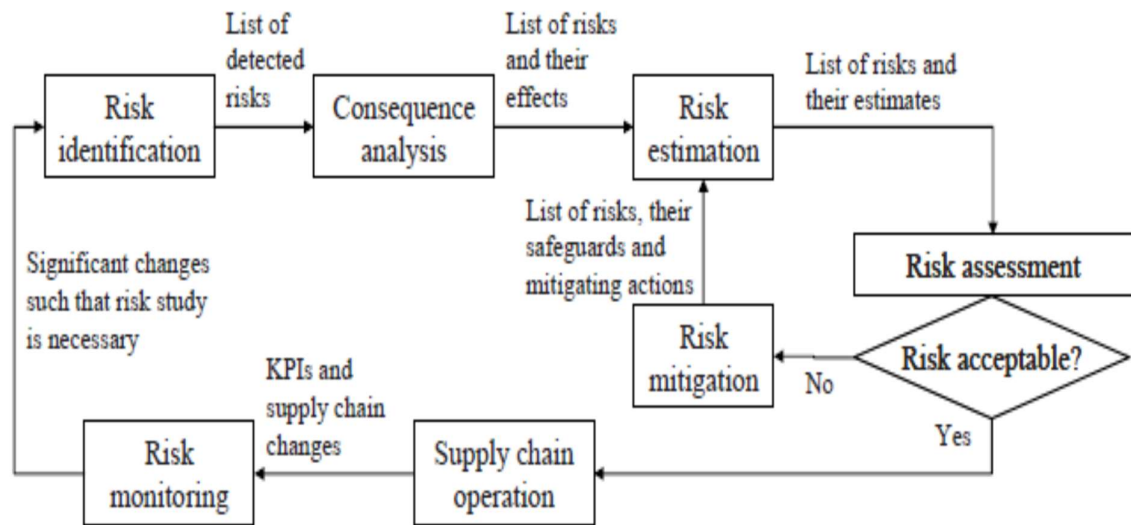 List of
detected
risks
List of risks
and their
effects
List of risks and
their estimates
Risk
identification
Consequence
analysis
Risk
estimation
List of risks, their
safeguards and
mitigating actions
Risk assessment
Significant changes
such that risk study
is necessary
Risk
mitigation
No
Risk acceptable?
Yes
KPIs and
supply chain
changes
Risk
monitoring
Supply chain
operation